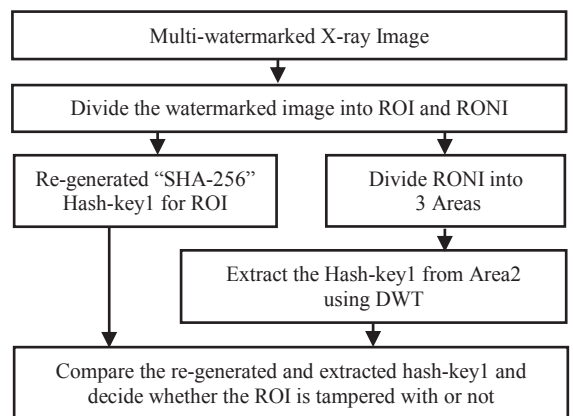 Multi-watermarked X-ray Image
Divide the watermarked image into ROI and RONI
Re-generated “SHA-256”
Hash-key1 for ROI
Divide RONI into
3 Areas
Extract the Hash-key1 from Area2
using DWT
Compare the re-generated and extracted hash-key1 and
decide whether the ROI is tampered with or not